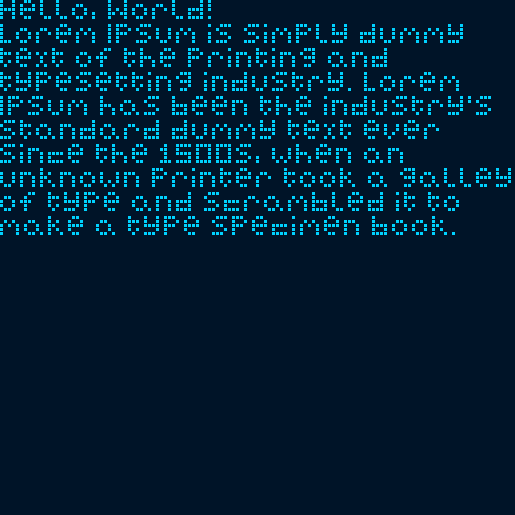 Hello, World!
Lorem Ipsum is simply dummy
text of the printing and
typesetting industry. Lorem
Ipsum has been the industry's
standard dummy text ever
since the 1500s, when an
unknown printer took a galley
of type and scrambled it to
make a type specimen book.